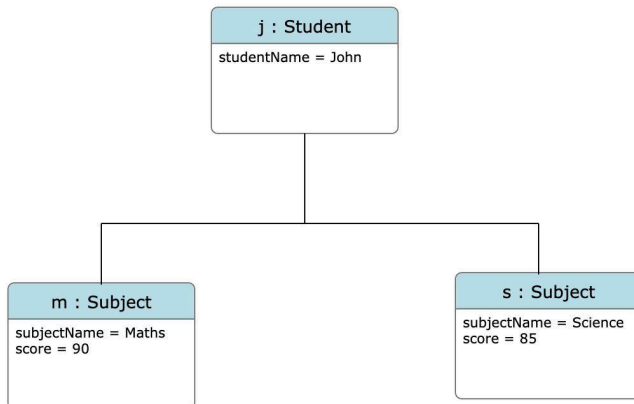 j : Student
studentName = John
m : Subject
subjectName = Maths
score = 90
s : Subject
subjectName = Science
score = 85